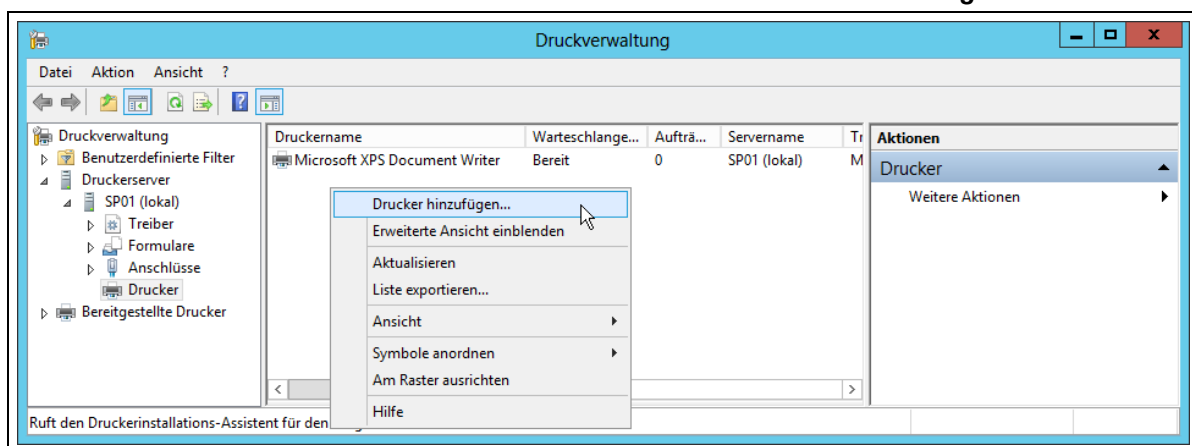 Druckverwaltung
Datei Aktion Ansicht ?
Druckverwaltung
Benutzerdefinierte Filter
Druckerserver
SP01 (lokal)
Treiber
Formulare
Anschlüsse
Drucker
Bereitgestellte Drucker
Druckername Warteschlange... Aufträ... Servername Tr
Microsoft XPS Document Writer Bereit 0 SP01 (lokal) M
Drucker hinzufügen...
Erweiterte Ansicht einblenden
Aktualisieren
Liste exportieren...
Ansicht
Symbole anordnen
Am Raster ausrichten
Hilfe
Aktionen
Drucker
Weitere Aktionen
Ruft den Druckerinstallations-Assistent für den